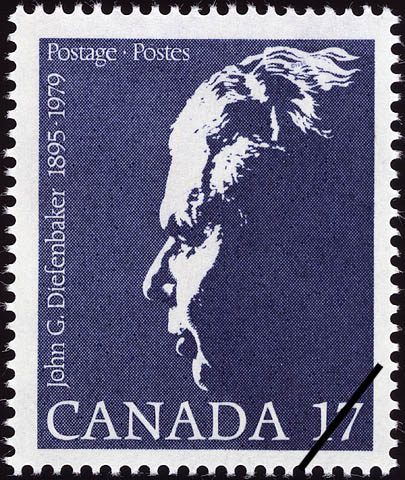 Postage · Postes
John G. Diefenbaker 1895 · 1979
CANADA 17